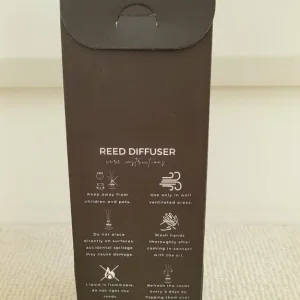 REED DIFFUSER
care instructions
Keep away from
children and pets.
Use only in well
ventilated areas.
Do not place
directly on surfaces
accidental spillage
may cause damage.
Wash hands
thoroughly after
coming in contact
with the oil.
Liquid is flammable,
do not light the
reeds.
Refresh the reeds
every 3 days by
flipping them over